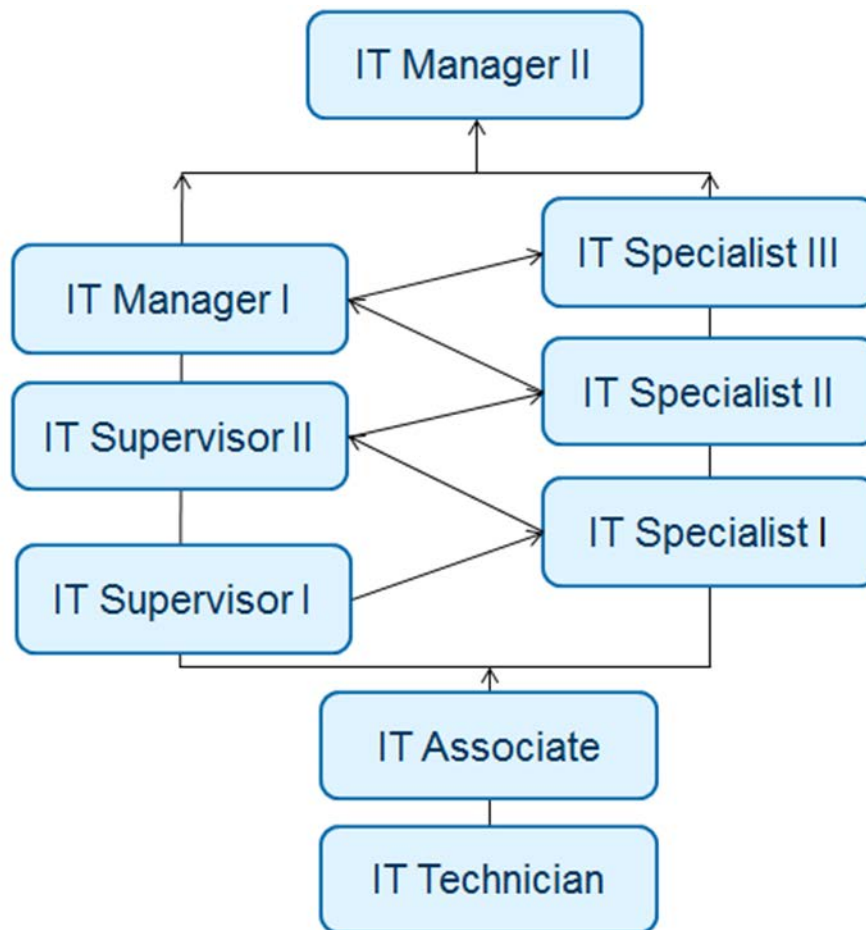 IT Manager II
IT Specialist III
IT Manager I
IT Specialist II
IT Supervisor II
IT Specialist I
IT Supervisor I
IT Associate
IT Technician